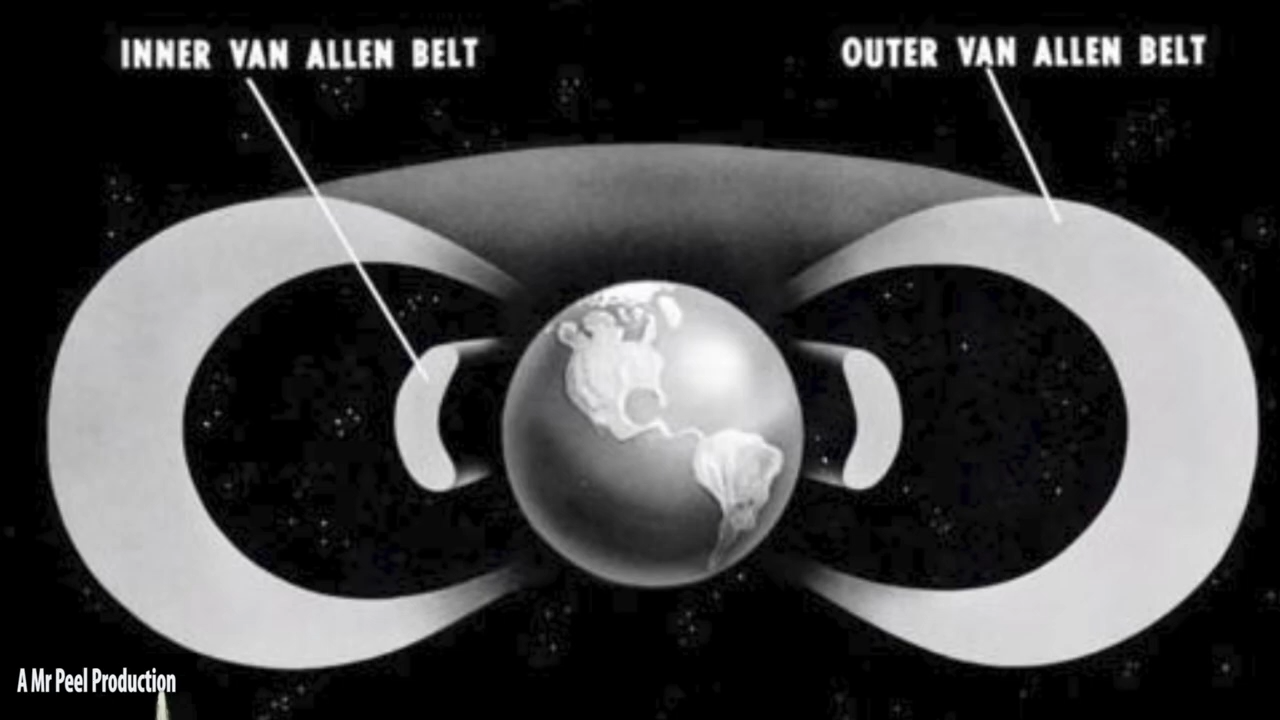 INNER VAN ALLEN BELT
OUTER VAN ALLEN BELT
A Mr Peel Production